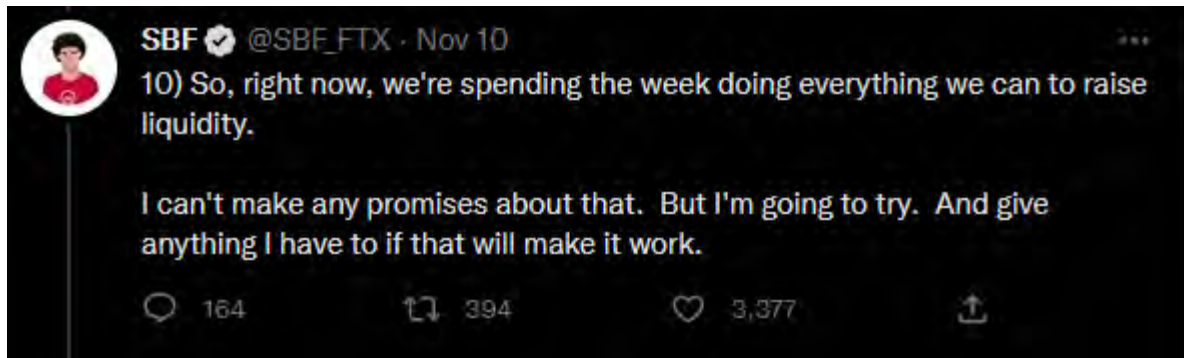 SBF @SBF_FTX · Nov 10
10) So, right now, we're spending the week doing everything we can to raise
liquidity.
I can't make any promises about that.  But I'm going to try.  And give
anything I have to if that will make it work.
164 394 3,377